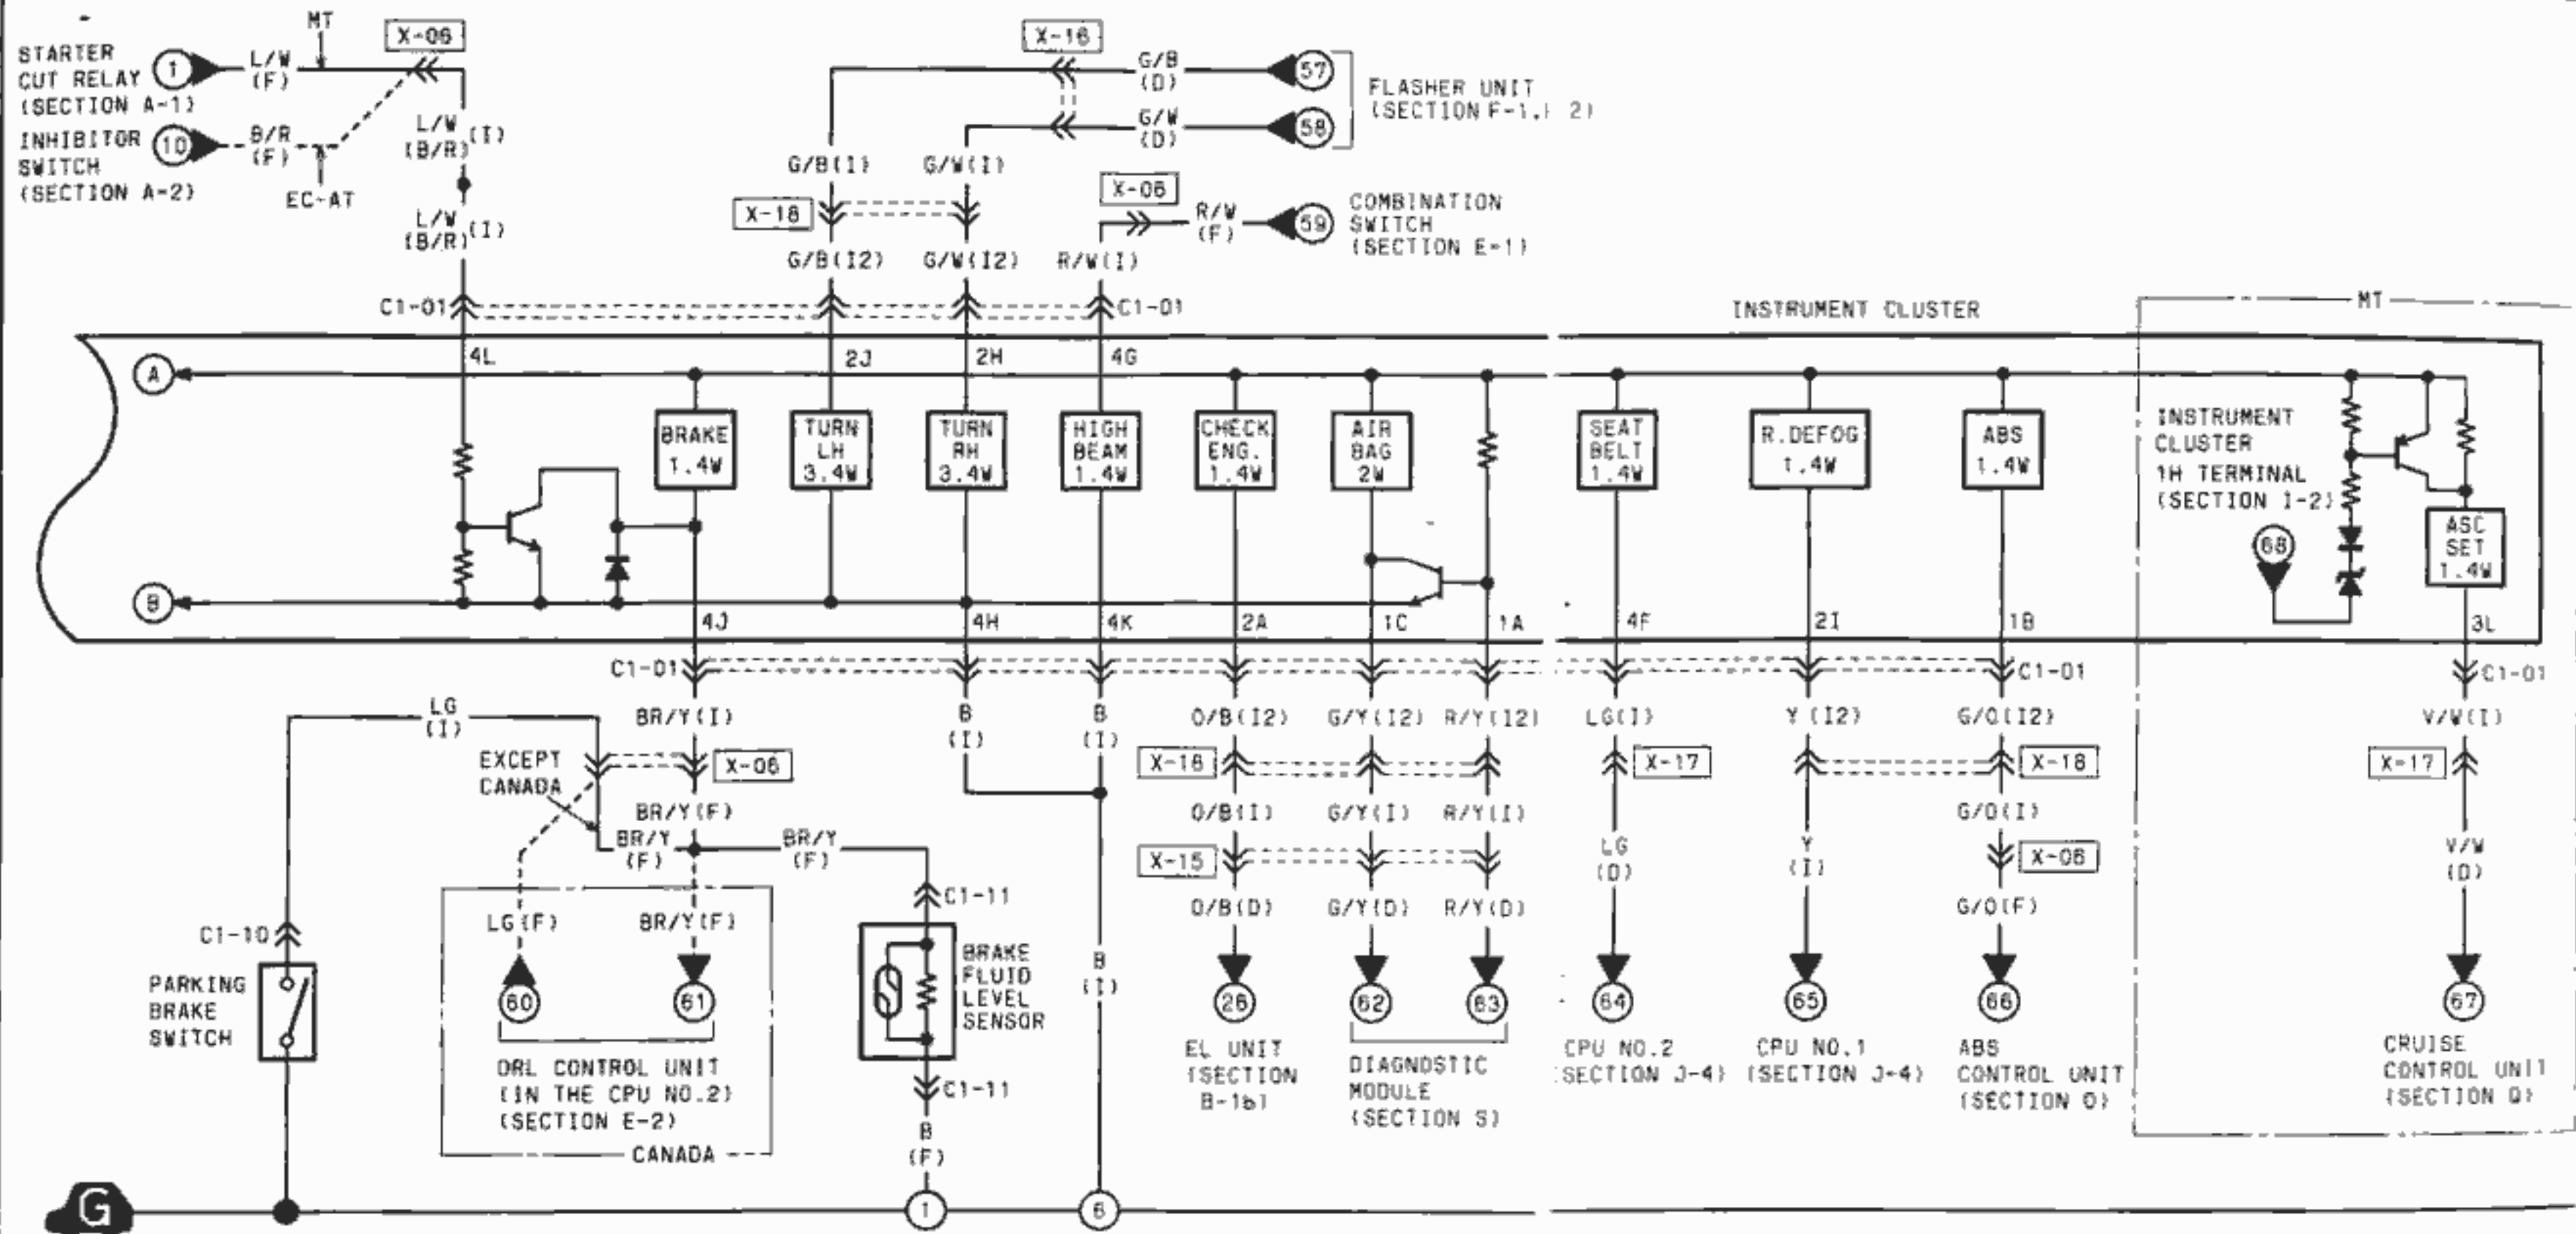 MT
X-06
STARTER
CUT RELAY
(SECTION A-1)
1
L/W
(F)
INHIBITOR
SWITCH
(SECTION A-2)
10
B/R
(F)
EC-AT
L/W
(B/R)
(I)
L/W
(B/R)
(I)
X-16
G/B
(D)
57
G/W
(D)
58
FLASHER UNIT
G/B(I)
G/W(I)
X-18
X-06
R/W
(F)
59
COMBINATION
SWITCH
(SECTION E-1)
G/B(I2)
G/W(I2)
R/W(I)
C1-01
C1-01
INSTRUMENT CLUSTER
MT
4L
2J
2H
4G
A
BRAKE
1.4W
TURN
LH
3.4W
TURN
RH
3.4W
HIGH
BEAM
1.4W
CHECK
ENG.
1.4W
AIR
BAG
2W
SEAT
BELT
1.4W
R.DEFOG
1.4W
ABS
1.4W
INSTRUMENT
CLUSTER
1H TERMINAL
(SECTION I-2)
68
ASC
SET
1.4W
B
4J
4H
4K
2A
1C
1A
4F
2I
1B
3L
C1-01
C1-01
C1-01
LG
(I)
BR/Y(I)
B
(I)
B
(I)
O/B(I2)
G/Y(I2)
R/Y(I2)
LG(I)
Y(I2)
G/O(I2)
V/W(I)
EXCEPT
CANADA
X-06
X-16
X-17
X-18
X-17
BR/Y(F)
O/B(I)
G/Y(I)
R/Y(I)
G/O(I)
BR/Y
(F)
BR/Y
(F)
X-15
LG
(D)
Y
(I)
X-06
V/W
(D)
C1-11
LG(F)
BR/Y(F)
O/B(D)
G/Y(D)
R/Y(D)
G/O(F)
C1-10
PARKING
BRAKE
SWITCH
60
61
BRAKE
FLUID
LEVEL
SENSOR
B
(I)
26
62
63
64
65
66
67
DRL CONTROL UNIT
(IN THE CPU NO.2)
(SECTION E-2)
CANADA
C1-11
B
(F)
EL UNIT
(SECTION
B-1b)
DIAGNOSTIC
MODULE
(SECTION S)
CPU NO.2
SECTION J-4)
CPU NO.1
(SECTION J-4)
ABS
CONTROL UNIT
(SECTION O)
CRUISE
CONTROL UNIT
(SECTION Q)
G
1
6